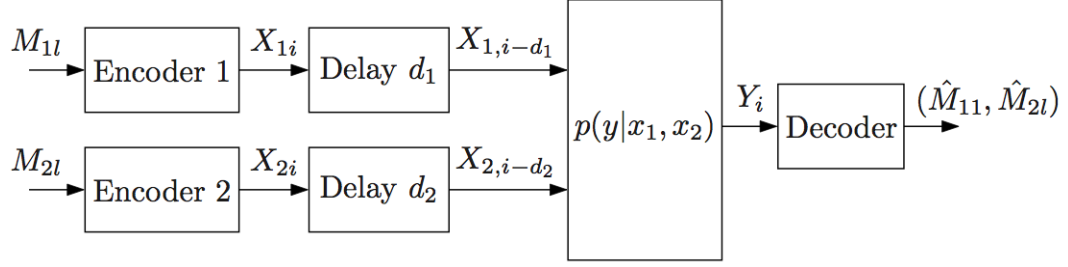 M₁ₗ
Encoder 1
X₁ᵢ
Delay d₁
X₁,ᵢ₋d₁
M₂ₗ
Encoder 2
X₂ᵢ
Delay d₂
X₂,ᵢ₋d₂
p(y|x₁, x₂)
Yᵢ
Decoder
(M̂₁₁, M̂₂ₗ)